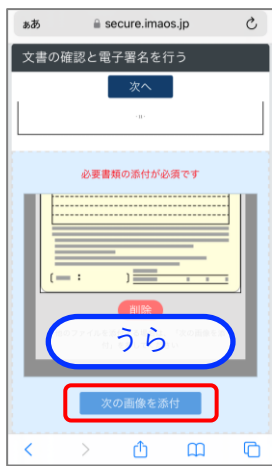 ぁあ secure.imaos.jp
文書の確認と電子署名を行う
次へ
必要書類の添付が必須です
削除
うら
次の画像を添付